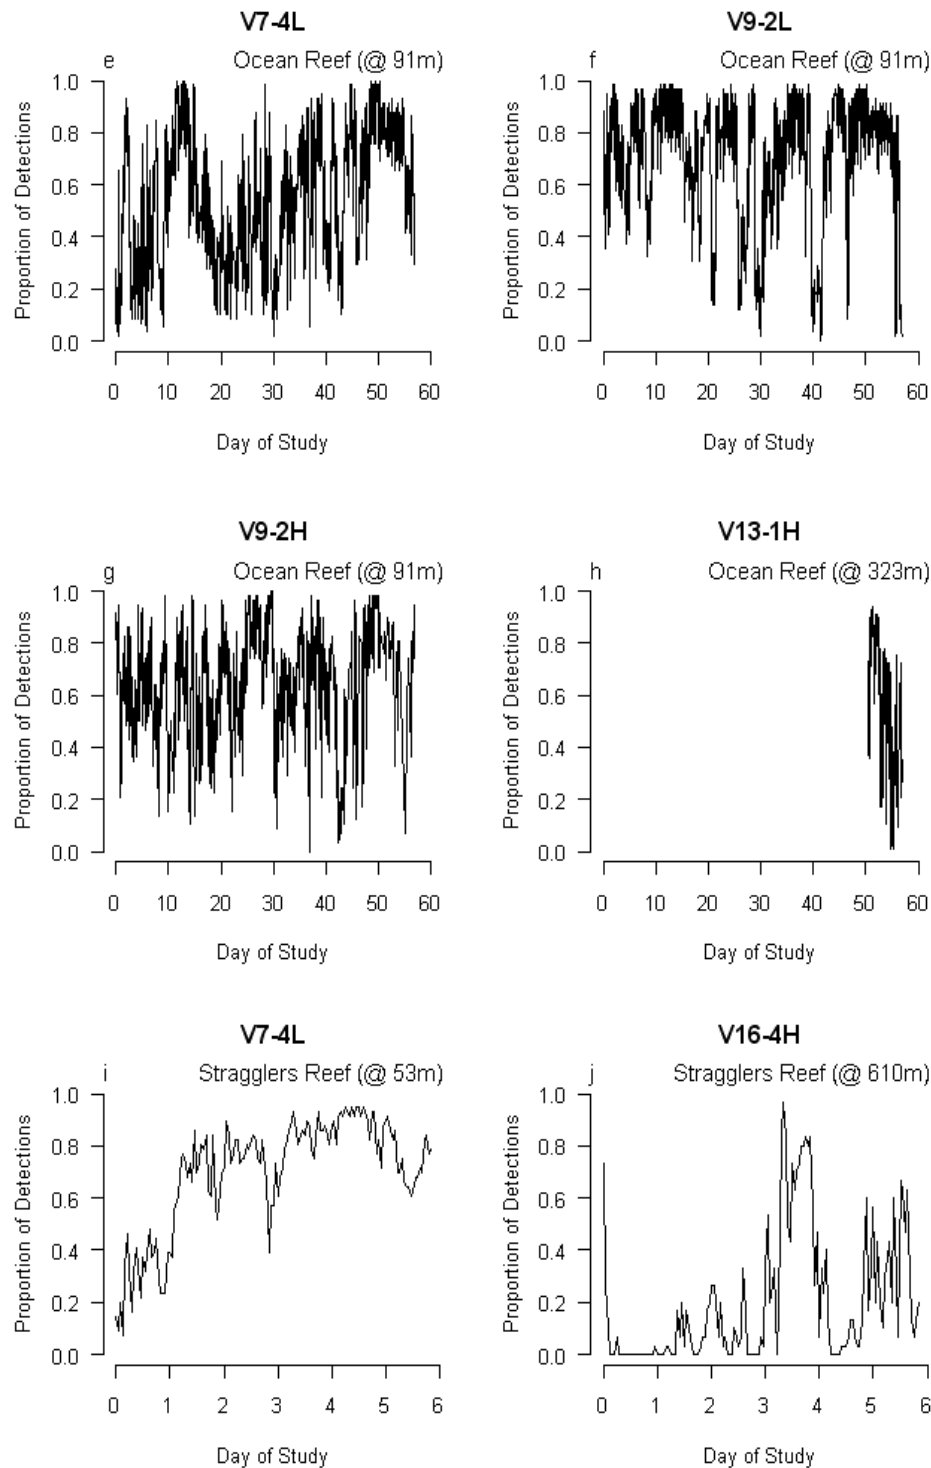 V7-4L
e Ocean Reef (@ 91m)
1.0
0.8
0.6
0.4
0.2
0.0
Proportion of Detections
0 10 20 30 40 50 60
Day of Study
V9-2L
f Ocean Reef (@ 91m)
1.0
0.8
0.6
0.4
0.2
0.0
Proportion of Detections
0 10 20 30 40 50 60
Day of Study
V9-2H
g Ocean Reef (@ 91m)
1.0
0.8
0.6
0.4
0.2
0.0
Proportion of Detections
0 10 20 30 40 50 60
Day of Study
V13-1H
h Ocean Reef (@ 323m)
1.0
0.8
0.6
0.4
0.2
0.0
Proportion of Detections
0 10 20 30 40 50 60
Day of Study
V7-4L
i Stragglers Reef (@ 53m)
1.0
0.8
0.6
0.4
0.2
0.0
Proportion of Detections
0 1 2 3 4 5 6
Day of Study
V16-4H
j Stragglers Reef (@ 610m)
1.0
0.8
0.6
0.4
0.2
0.0
Proportion of Detections
0 1 2 3 4 5 6
Day of Study